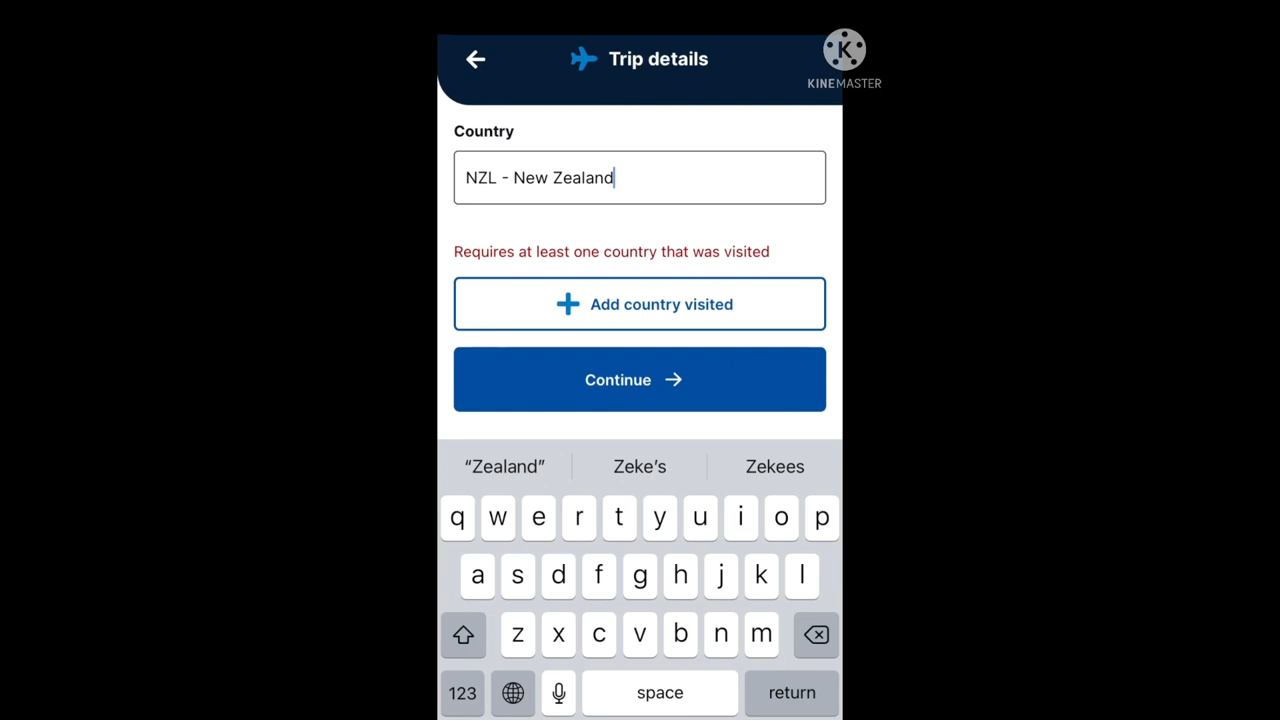 Trip details
K
KINEMASTER
Country
NZL - New Zealand
Requires at least one country that was visited
Add country visited
Continue
“Zealand” Zeke’s Zekees
q w e r t y u i o p
a s d f g h j k l
z x c v b n m
123 space return